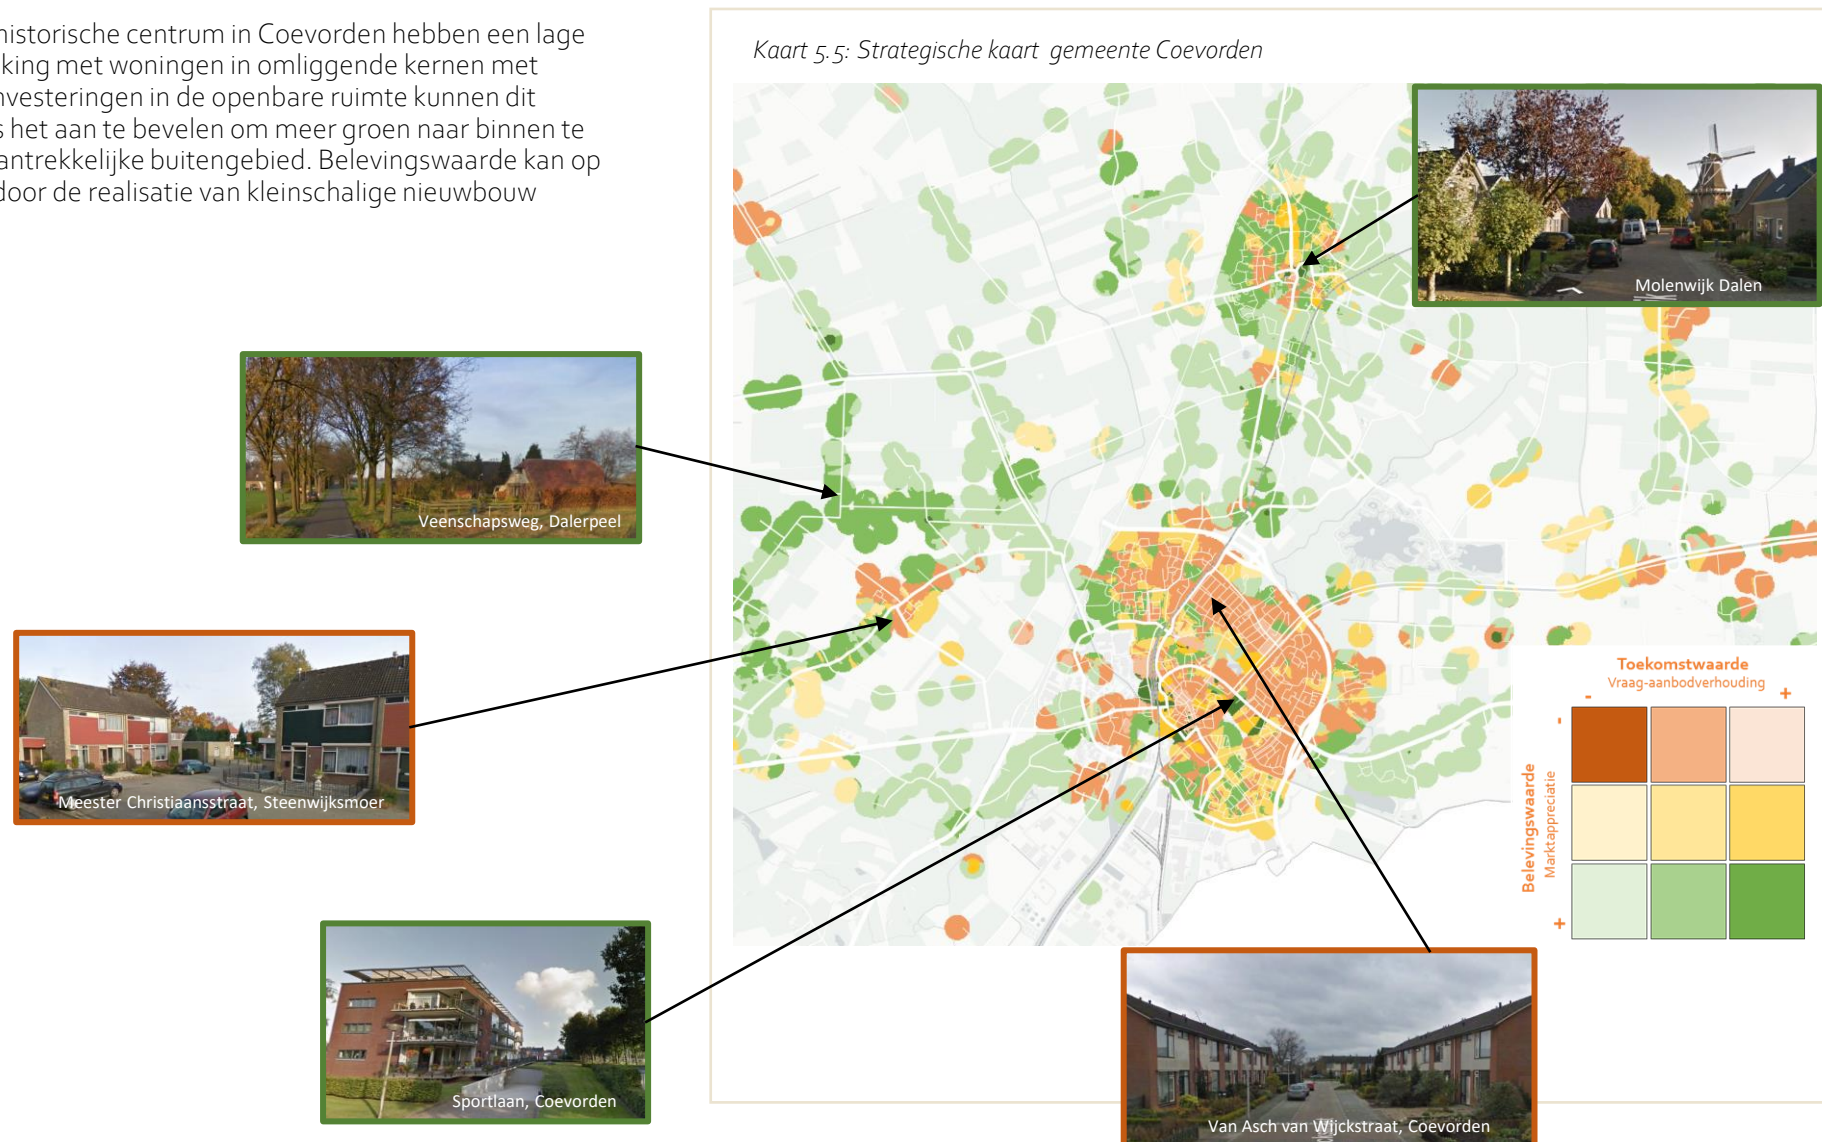 historische centrum in Coevorden hebben een lage
king met woningen in omliggende kernen met
nvesteringen in de openbare ruimte kunnen dit
s het aan te bevelen om meer groen naar binnen te
antrekkelijke buitengebied. Belevingswaarde kan op
door de realisatie van kleinschalige nieuwbouw
Kaart 5.5: Strategische kaart gemeente Coevorden
Molenwijk Dalen
Veenschapsweg, Dalerpeel
Meester Christiaansstraat, Steenwijksmoer
Sportlaan, Coevorden
Van Asch van Wijckstraat, Coevorden
Toekomstwaarde
Vraag-aanbodverhouding
- +
-
Belevingswaarde
Marktappreciatie
+